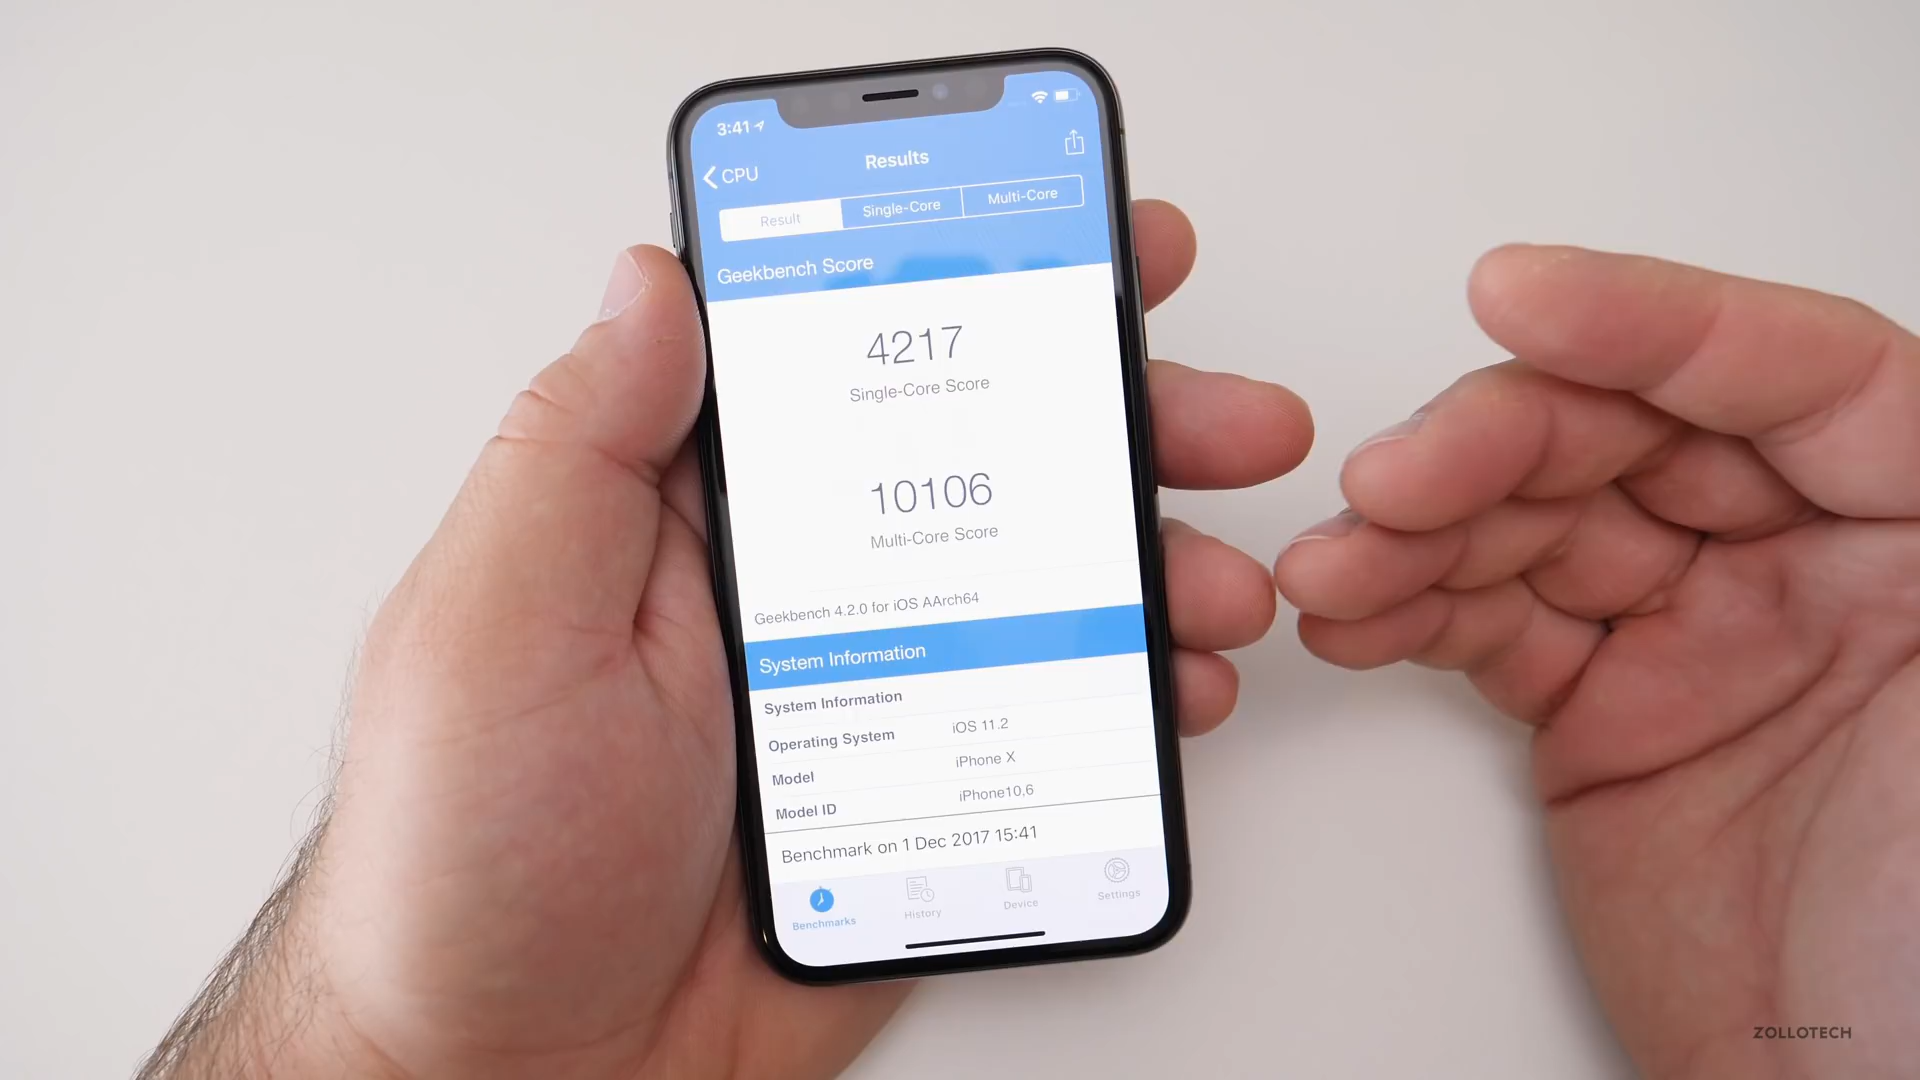 3:41
CPU
Results
Result
Single-Core
Multi-Core
Geekbench Score
4217
Single-Core Score
10106
Multi-Core Score
Geekbench 4.2.0 for iOS AArch64
System Information
System Information
Operating System iOS 11.2
Model iPhone X
Model ID iPhone10,6
Benchmark on 1 Dec 2017 15:41
Benchmarks
History
Device
Settings
ZOLLOTECH